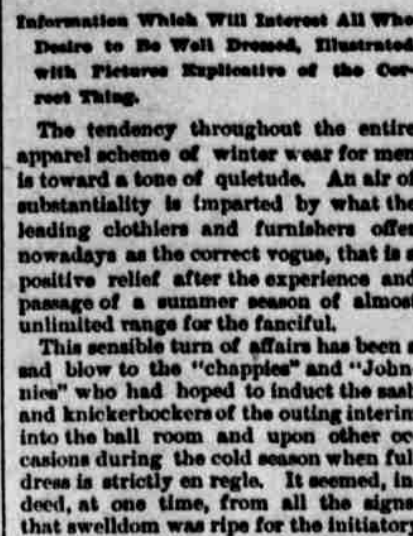 Information Which Will Interest All Who
Desire to Be Well Dressed, Illustrated
with Pictures Explicative of the Cor-
rect Thing.
The tendency throughout the entire
apparel scheme of winter wear for men
is toward a tone of quietude. An air of
substantiality is imparted by what the
leading clothiers and furnishers offer
nowadays as the correct vogue, that is a
positive relief after the experience and
passage of a summer season of almost
unlimited range for the fanciful.
This sensible turn of affairs has been a
sad blow to the "chappies" and "John-
nies" who had hoped to induct the sash
and knickerbockers of the outing interim
into the ball room and upon other oc-
casions during the cold season when full
dress is strictly en regle. It seemed, in-
deed, at one time, from all the signs
that swelldom was ripe for the initiatory